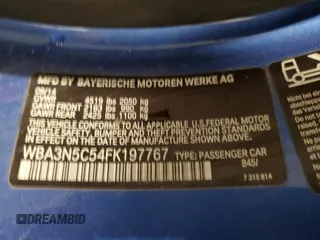 MFD BY BAYERISCHE MOTOREN WERKE AG
09/14
GVWR 4519 lbs 2050 kg
GAWR FRONT 2183 lbs 990 kg
GAWR REAR 2425 lbs 1100 kg
THIS VEHICLE CONFORMS TO ALL APPLICABLE U.S. FEDERAL MOTOR
VEHICLE SAFETY, BUMPER AND THEFT PREVENTION STANDARDS
IN EFFECT ON THE DATE OF MANUFACTURE SHOWN ABOVE.
WBA3N5C54FK197767 TYPE: PASSENGER CAR
B45/
7 315 814
DREAMBID